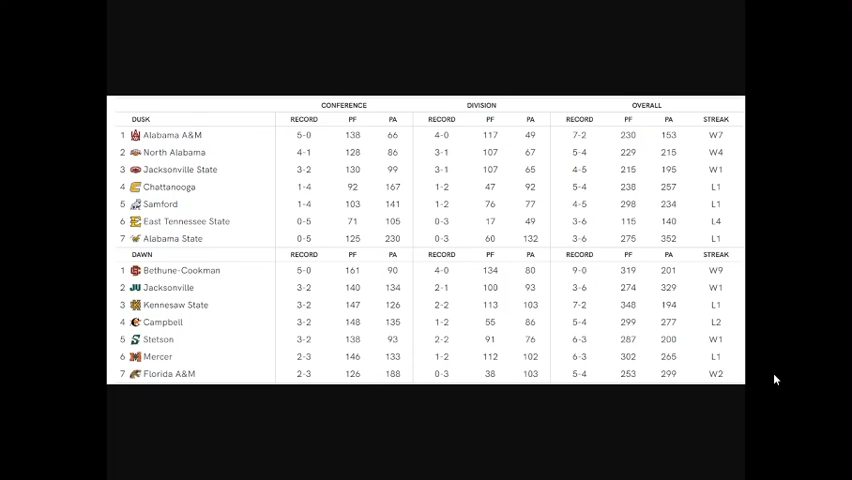 CONFERENCE DIVISION OVERALL
DUSK RECORD PF PA RECORD PF PA RECORD PF PA STREAK
1 Alabama A&M 5-0 138 66 4-0 117 49 7-2 230 153 W7
2 North Alabama 4-1 128 86 3-1 107 67 5-4 229 215 W4
3 Jacksonville State 3-2 130 99 3-1 107 65 4-5 215 195 W1
4 Chattanooga 1-4 92 167 1-2 47 92 5-4 238 257 L1
5 Samford 1-4 103 141 1-2 76 77 4-5 298 234 L1
6 East Tennessee State 0-5 71 105 0-3 17 49 3-6 115 140 L4
7 Alabama State 0-5 125 230 0-3 60 132 3-6 275 352 L1
DAWN RECORD PF PA RECORD PF PA RECORD PF PA STREAK
1 Bethune-Cookman 5-0 161 90 4-0 134 80 9-0 319 201 W9
2 Jacksonville 3-2 140 134 2-1 100 93 3-6 274 329 W1
3 Kennesaw State 3-2 147 126 2-2 113 103 7-2 348 194 L1
4 Campbell 3-2 148 135 1-2 55 86 5-4 299 277 L2
5 Stetson 3-2 138 93 2-2 91 76 6-3 287 200 W1
6 Mercer 2-3 146 133 1-2 112 102 6-3 302 265 L1
7 Florida A&M 2-3 126 188 0-3 38 103 5-4 253 299 W2